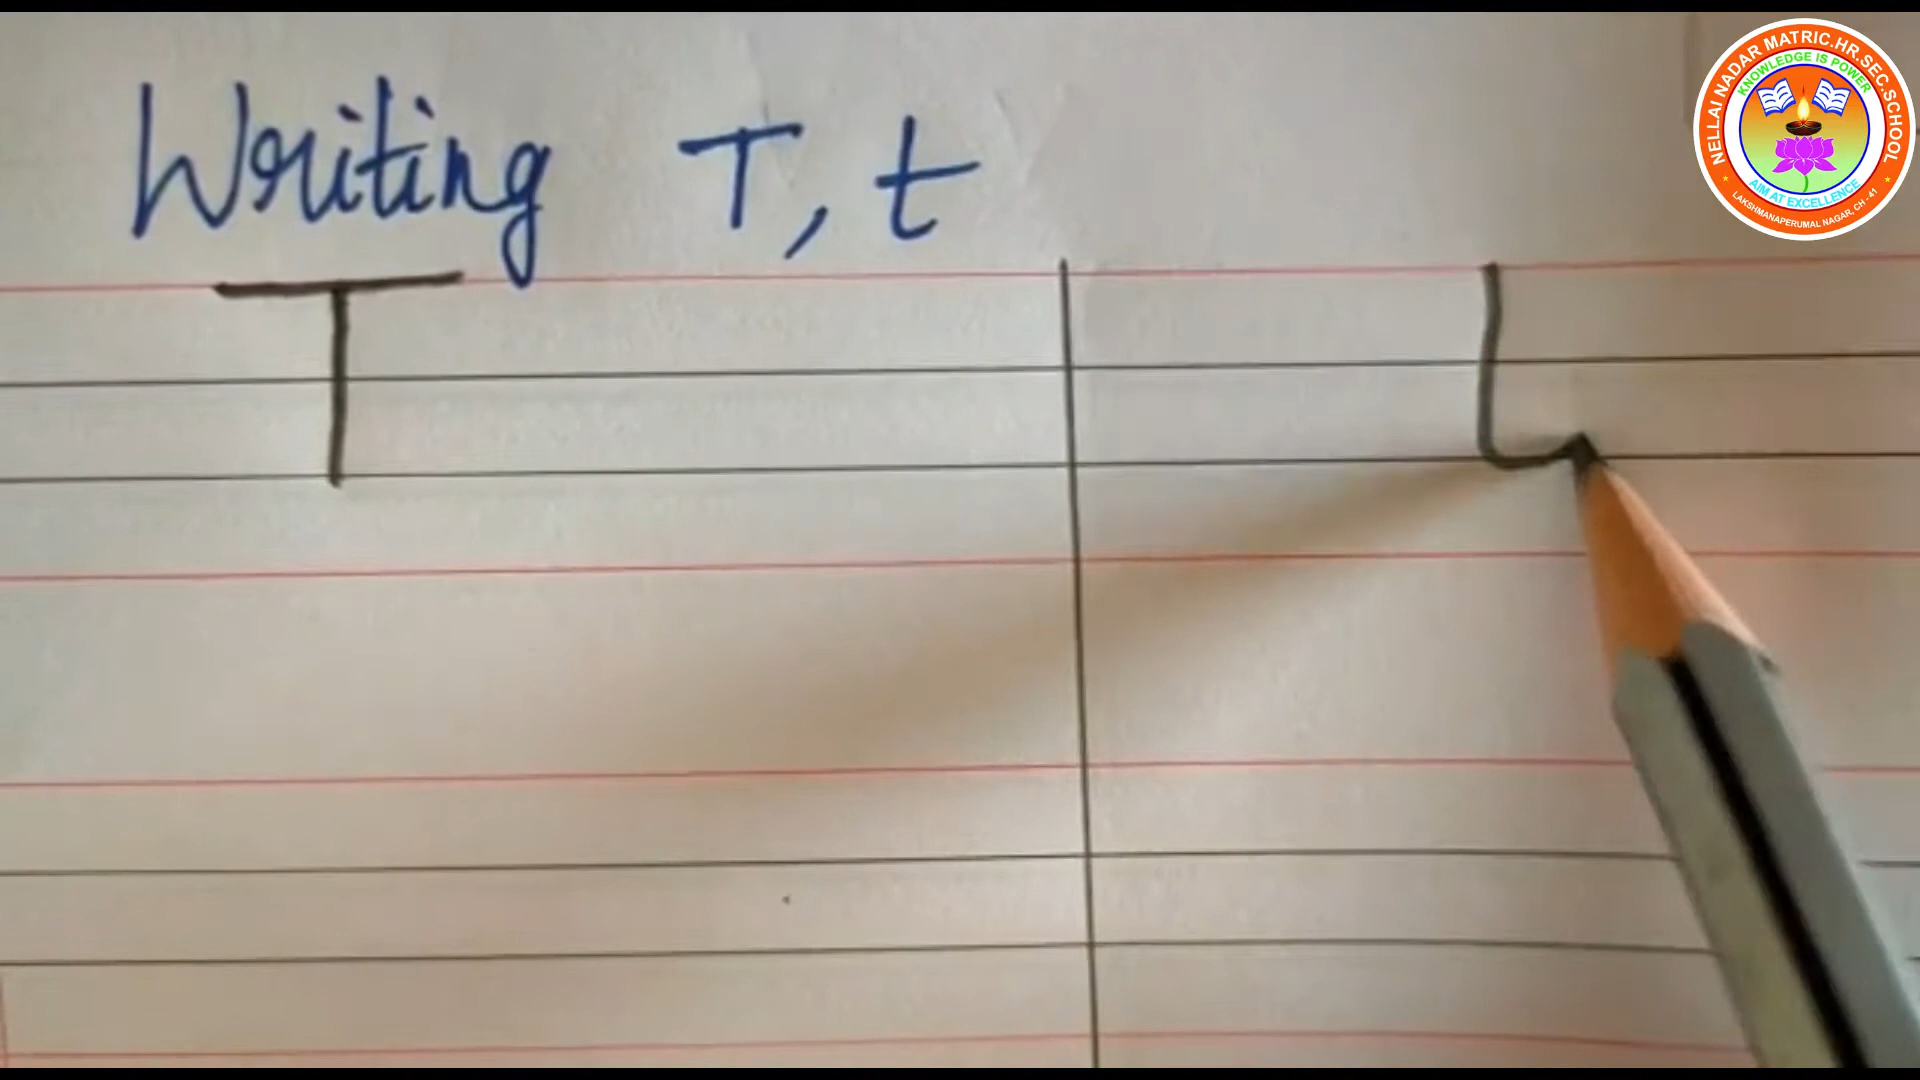 Writing T, t
T
NELLAI NADAR MATRIC.HR.SEC.SCHOOL
KNOWLEDGE IS POWER
AIM AT EXCELLENCE
LAKSHMANAPERUMAL NAGAR, CH - 41